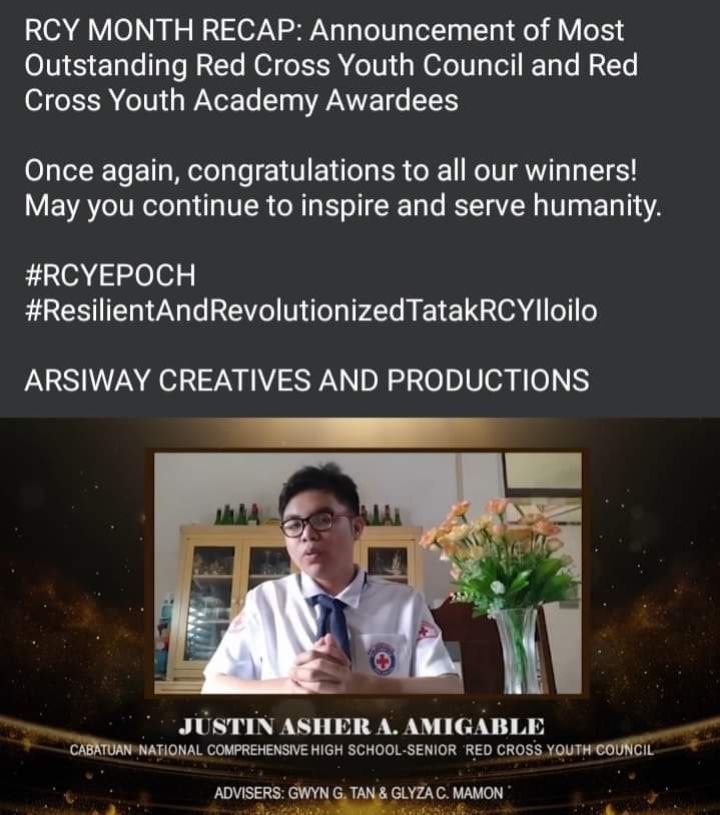 RCY MONTH RECAP: Announcement of Most
Outstanding Red Cross Youth Council and Red
Cross Youth Academy Awardees
Once again, congratulations to all our winners!
May you continue to inspire and serve humanity.
#RCYEPOCH
#ResilientAndRevolutionizedTatakRCYIloilo
ARSIWAY CREATIVES AND PRODUCTIONS
JUSTIN ASHER A. AMIGABLE
CABATUAN NATIONAL COMPREHENSIVE HIGH SCHOOL-SENIOR RED CROSS YOUTH COUNCIL
ADVISERS: GWYN G. TAN & GLYZA C. MAMON